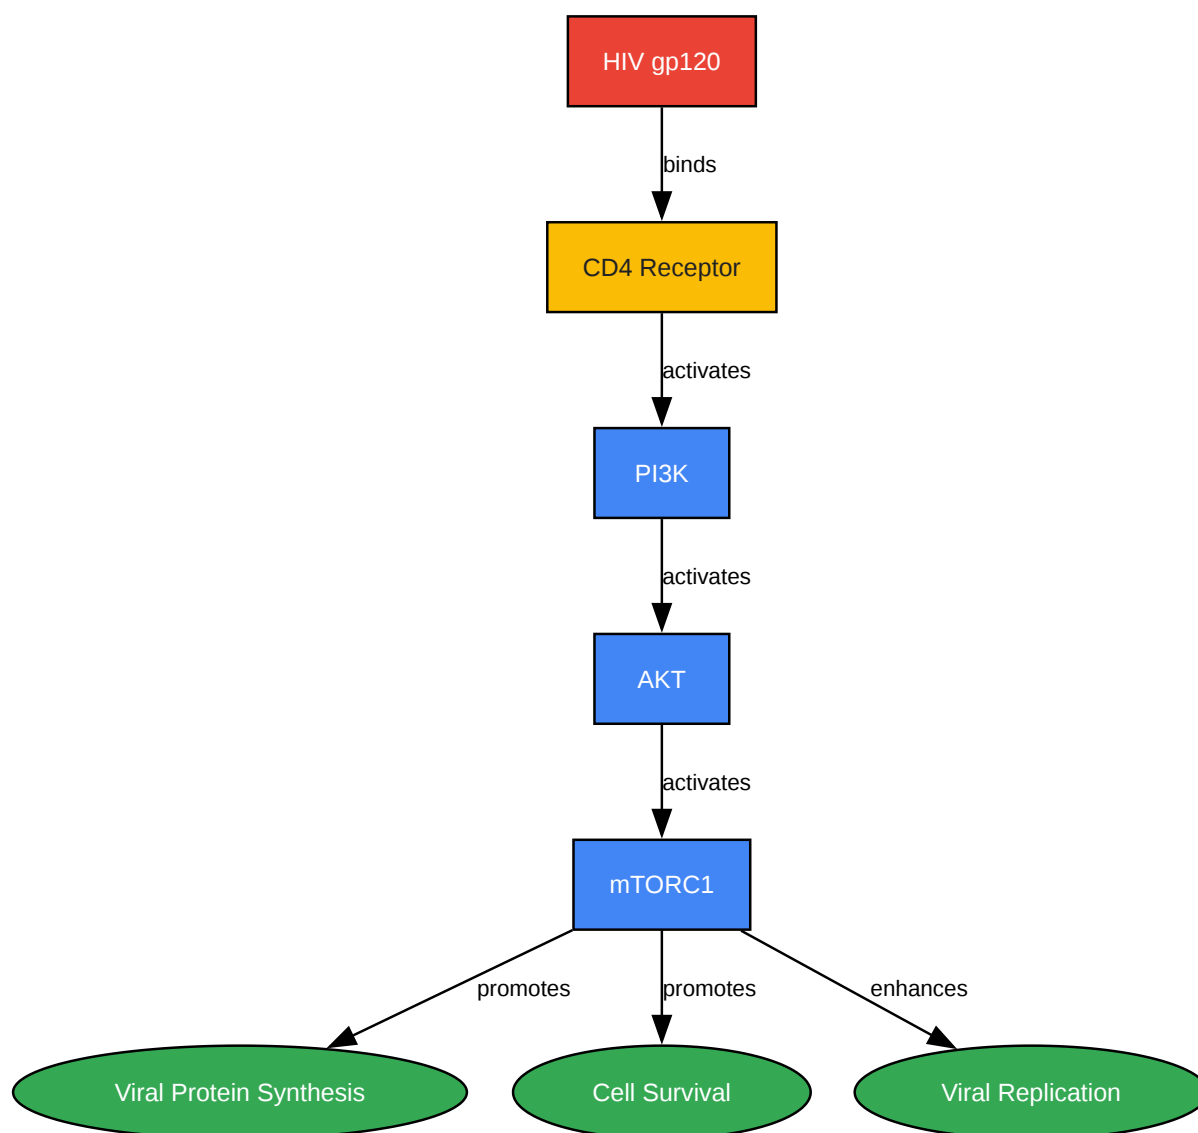 HIV gp120
binds
CD4 Receptor
activates
PI3K
activates
AKT
activates
mTORC1
promotes
promotes
enhances
Viral Protein Synthesis
Cell Survival
Viral Replication